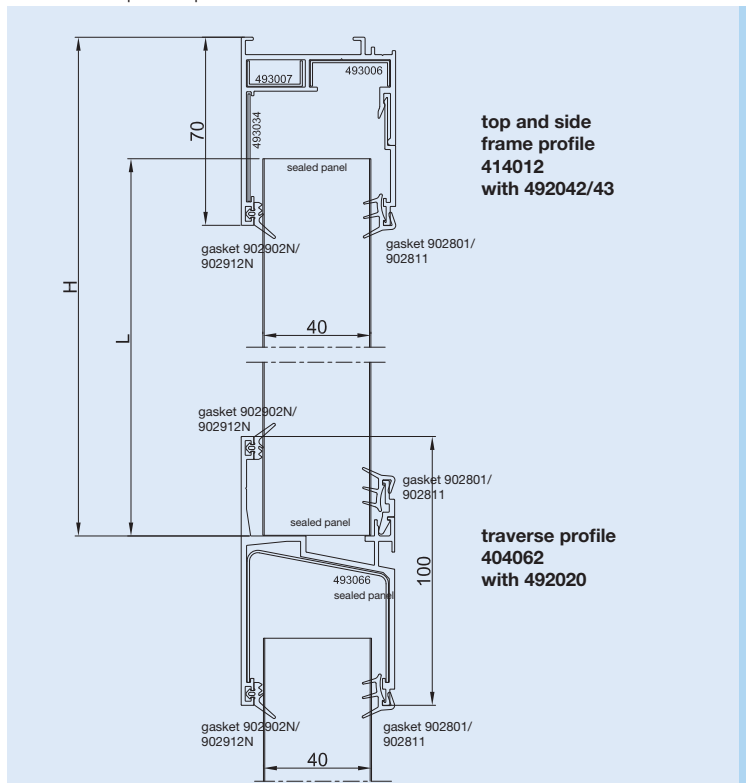 493007
493006
493034
70
top and side
frame profile
414012
with 492042/43
sealed panel
gasket 902902N/
902912N
gasket 902801/
902811
H
L
40
gasket 902902N/
902912N
gasket 902801/
902811
sealed panel
traverse profile
404062
with 492020
100
493066
sealed panel
gasket 902902N/
902912N
gasket 902801/
902811
40